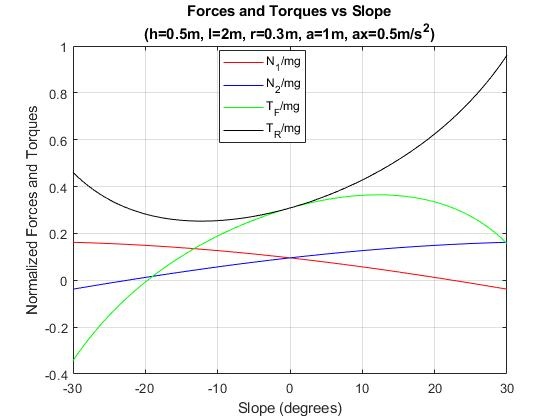 Forces and Torques vs Slope
(h=0.5m, l=2m, r=0.3m, a=1m, ax=0.5m/s²)
N₁/mg
N₂/mg
T_F/mg
T_R/mg
1
0.8
0.6
0.4
0.2
0
-0.2
-0.4
Normalized Forces and Torques
-30
-20
-10
0
10
20
30
Slope (degrees)